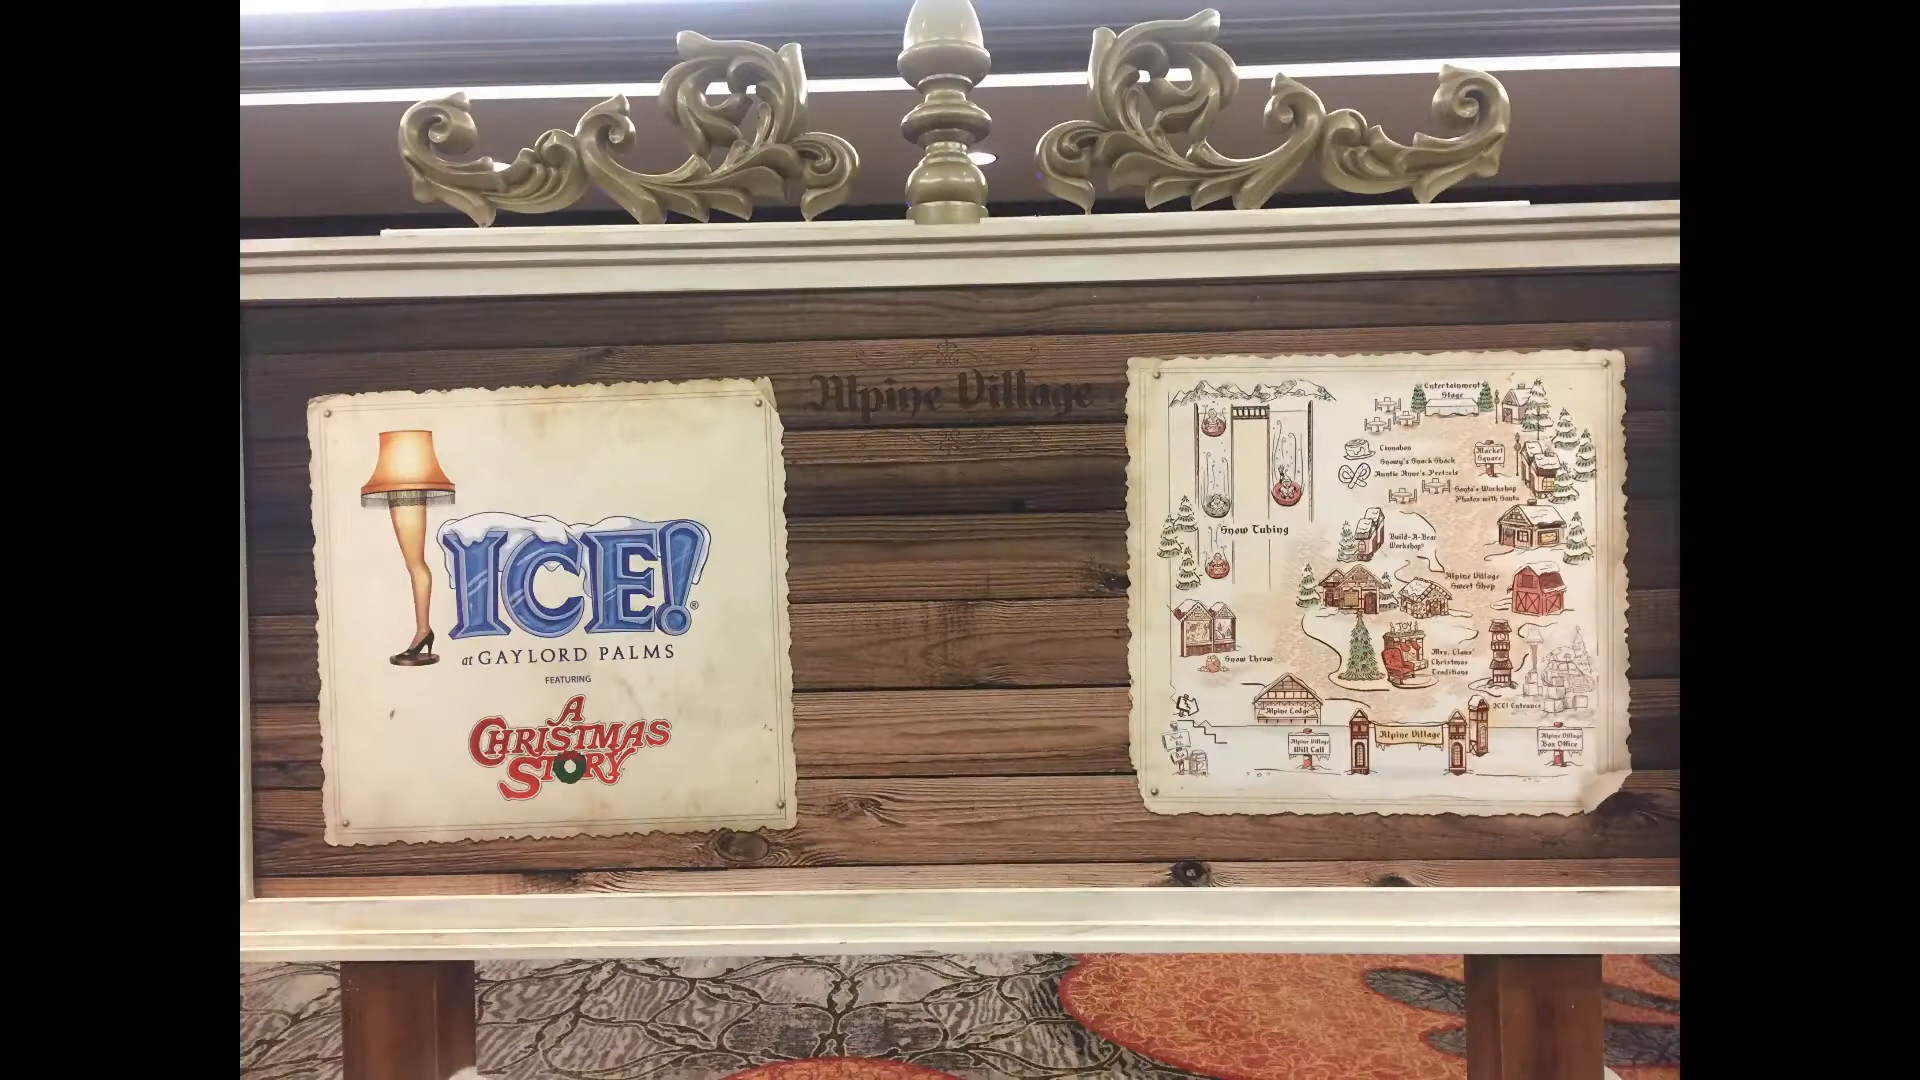 Alpine Village
ICE!®
at GAYLORD PALMS
FEATURING
A
CHRISTMAS
STORY
Entertainment
Stage
Cinnabon
Snowy's Snack Shack
Auntie Anne's Pretzels
Market
Square
Santa's Workshop
Photos with Santa
Snow Tubing
Build-A-Bear
Workshop®
Alpine Village
Sweet Shop
JOY
Mrs. Claus'
Christmas
Traditions
Snow Throw
Alpine Lodge
ICE! Entrance
Alpine Village
Alpine Village
Will Call
Alpine Village
Box Office